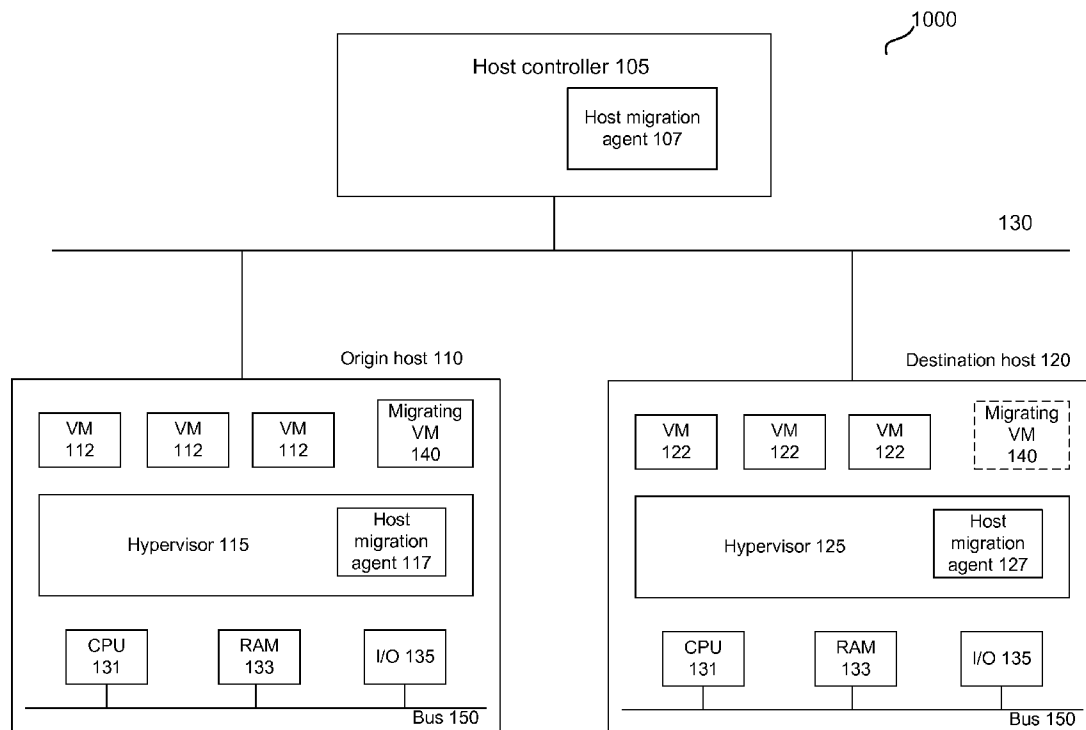 1000
Host controller 105
Host migration
agent 107
130
Origin host 110
Destination host 120
VM
112
VM
112
VM
112
Migrating
VM
140
Hypervisor 115
Host
migration
agent 117
CPU
131
RAM
133
I/O 135
Bus 150
VM
122
VM
122
VM
122
Migrating
VM
140
Hypervisor 125
Host
migration
agent 127
CPU
131
RAM
133
I/O 135
Bus 150